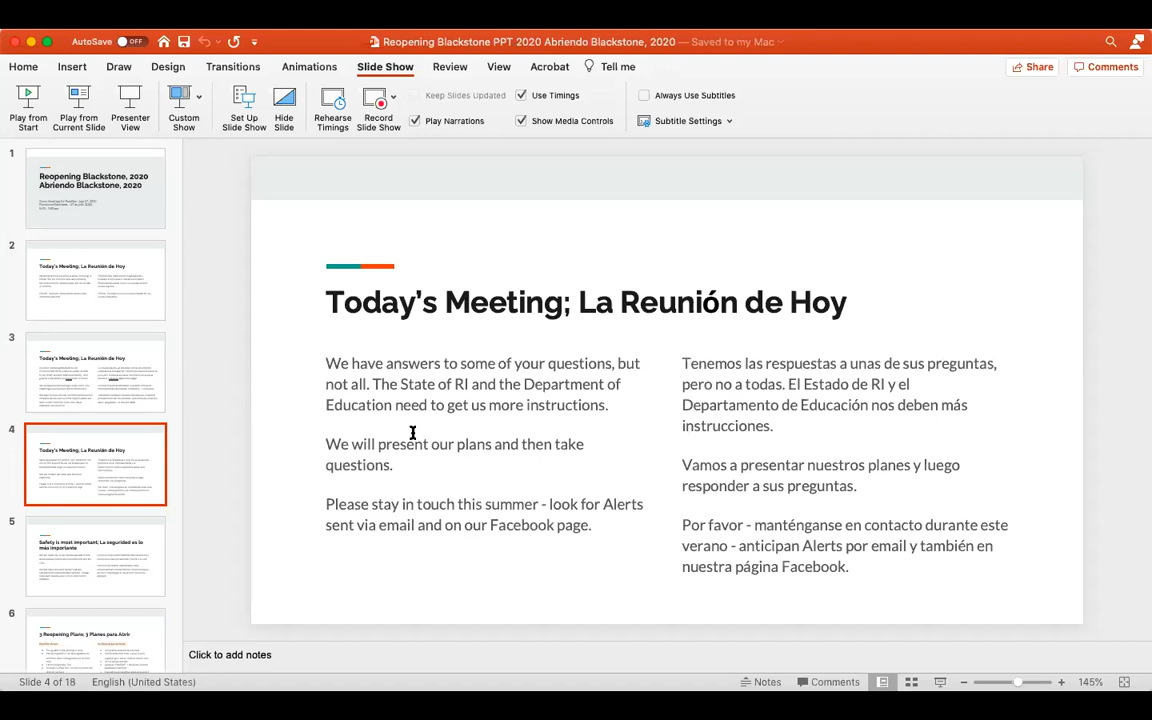 AutoSave OFF
Reopening Blackstone PPT 2020 Abriendo Blackstone, 2020 — Saved to my Mac
Home Insert Draw Design Transitions Animations Slide Show Review View Acrobat Tell me Share Comments
Play from Start
Play from Current Slide
Presenter View
Custom Show
Set Up Slide Show
Hide Slide
Rehearse Timings
Record Slide Show
Keep Slides Updated
Use Timings
Always Use Subtitles
Play Narrations
Show Media Controls
Subtitle Settings
1
Reopening Blackstone, 2020
Abriendo Blackstone, 2020
2
Today's Meeting; La Reunión de Hoy
3
Today's Meeting; La Reunión de Hoy
4
Today's Meeting; La Reunión de Hoy
5
Safety is most important; La seguridad es lo
más importante
6
3 Reopening Plans; 3 Planes para Abrir
Today's Meeting; La Reunión de Hoy
We have answers to some of your questions, but
not all. The State of RI and the Department of
Education need to get us more instructions.
We will present our plans and then take
questions.
Please stay in touch this summer - look for Alerts
sent via email and on our Facebook page.
Tenemos las respuestas a unas de sus preguntas,
pero no a todas. El Estado de RI y el
Departamento de Educación nos deben más
instrucciones.
Vamos a presentar nuestros planes y luego
responder a sus preguntas.
Por favor - manténganse en contacto durante este
verano - anticipan Alerts por email y también en
nuestra página Facebook.
Click to add notes
Slide 4 of 18 English (United States) Notes Comments 145%